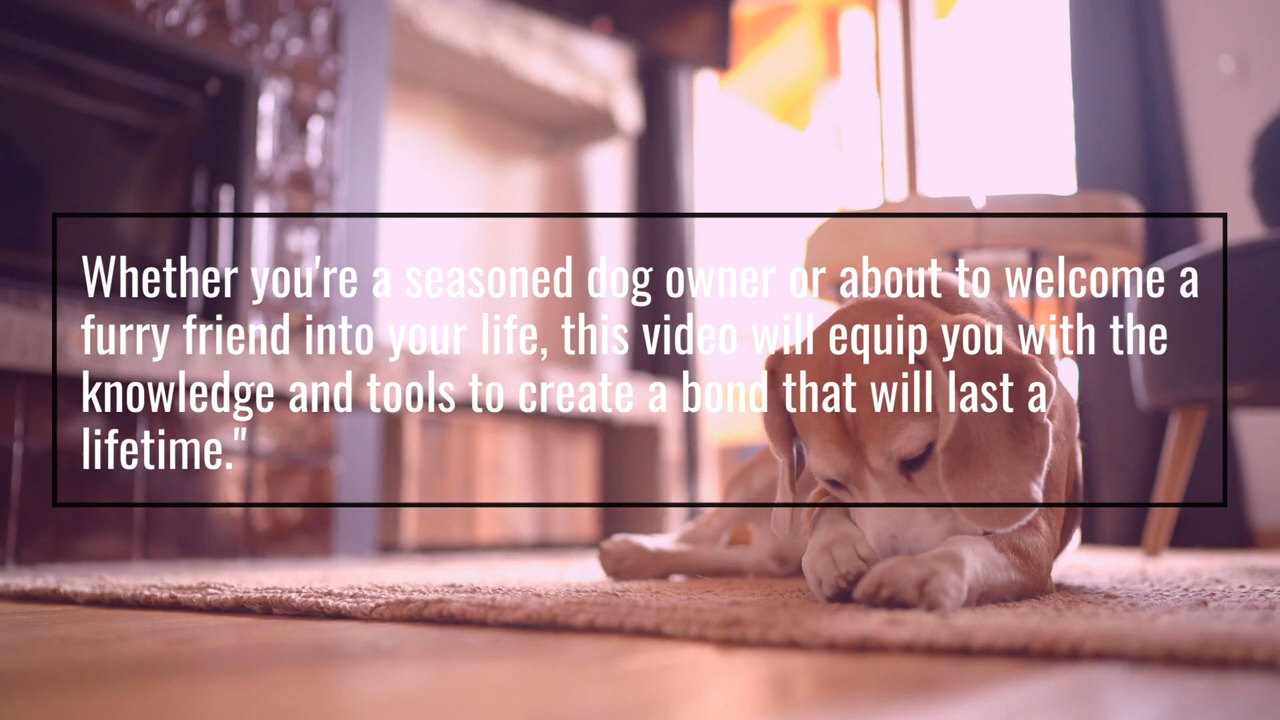 Whether you're a seasoned dog owner or about to welcome a
furry friend into your life, this video will equip you with the
knowledge and tools to create a bond that will last a
lifetime."